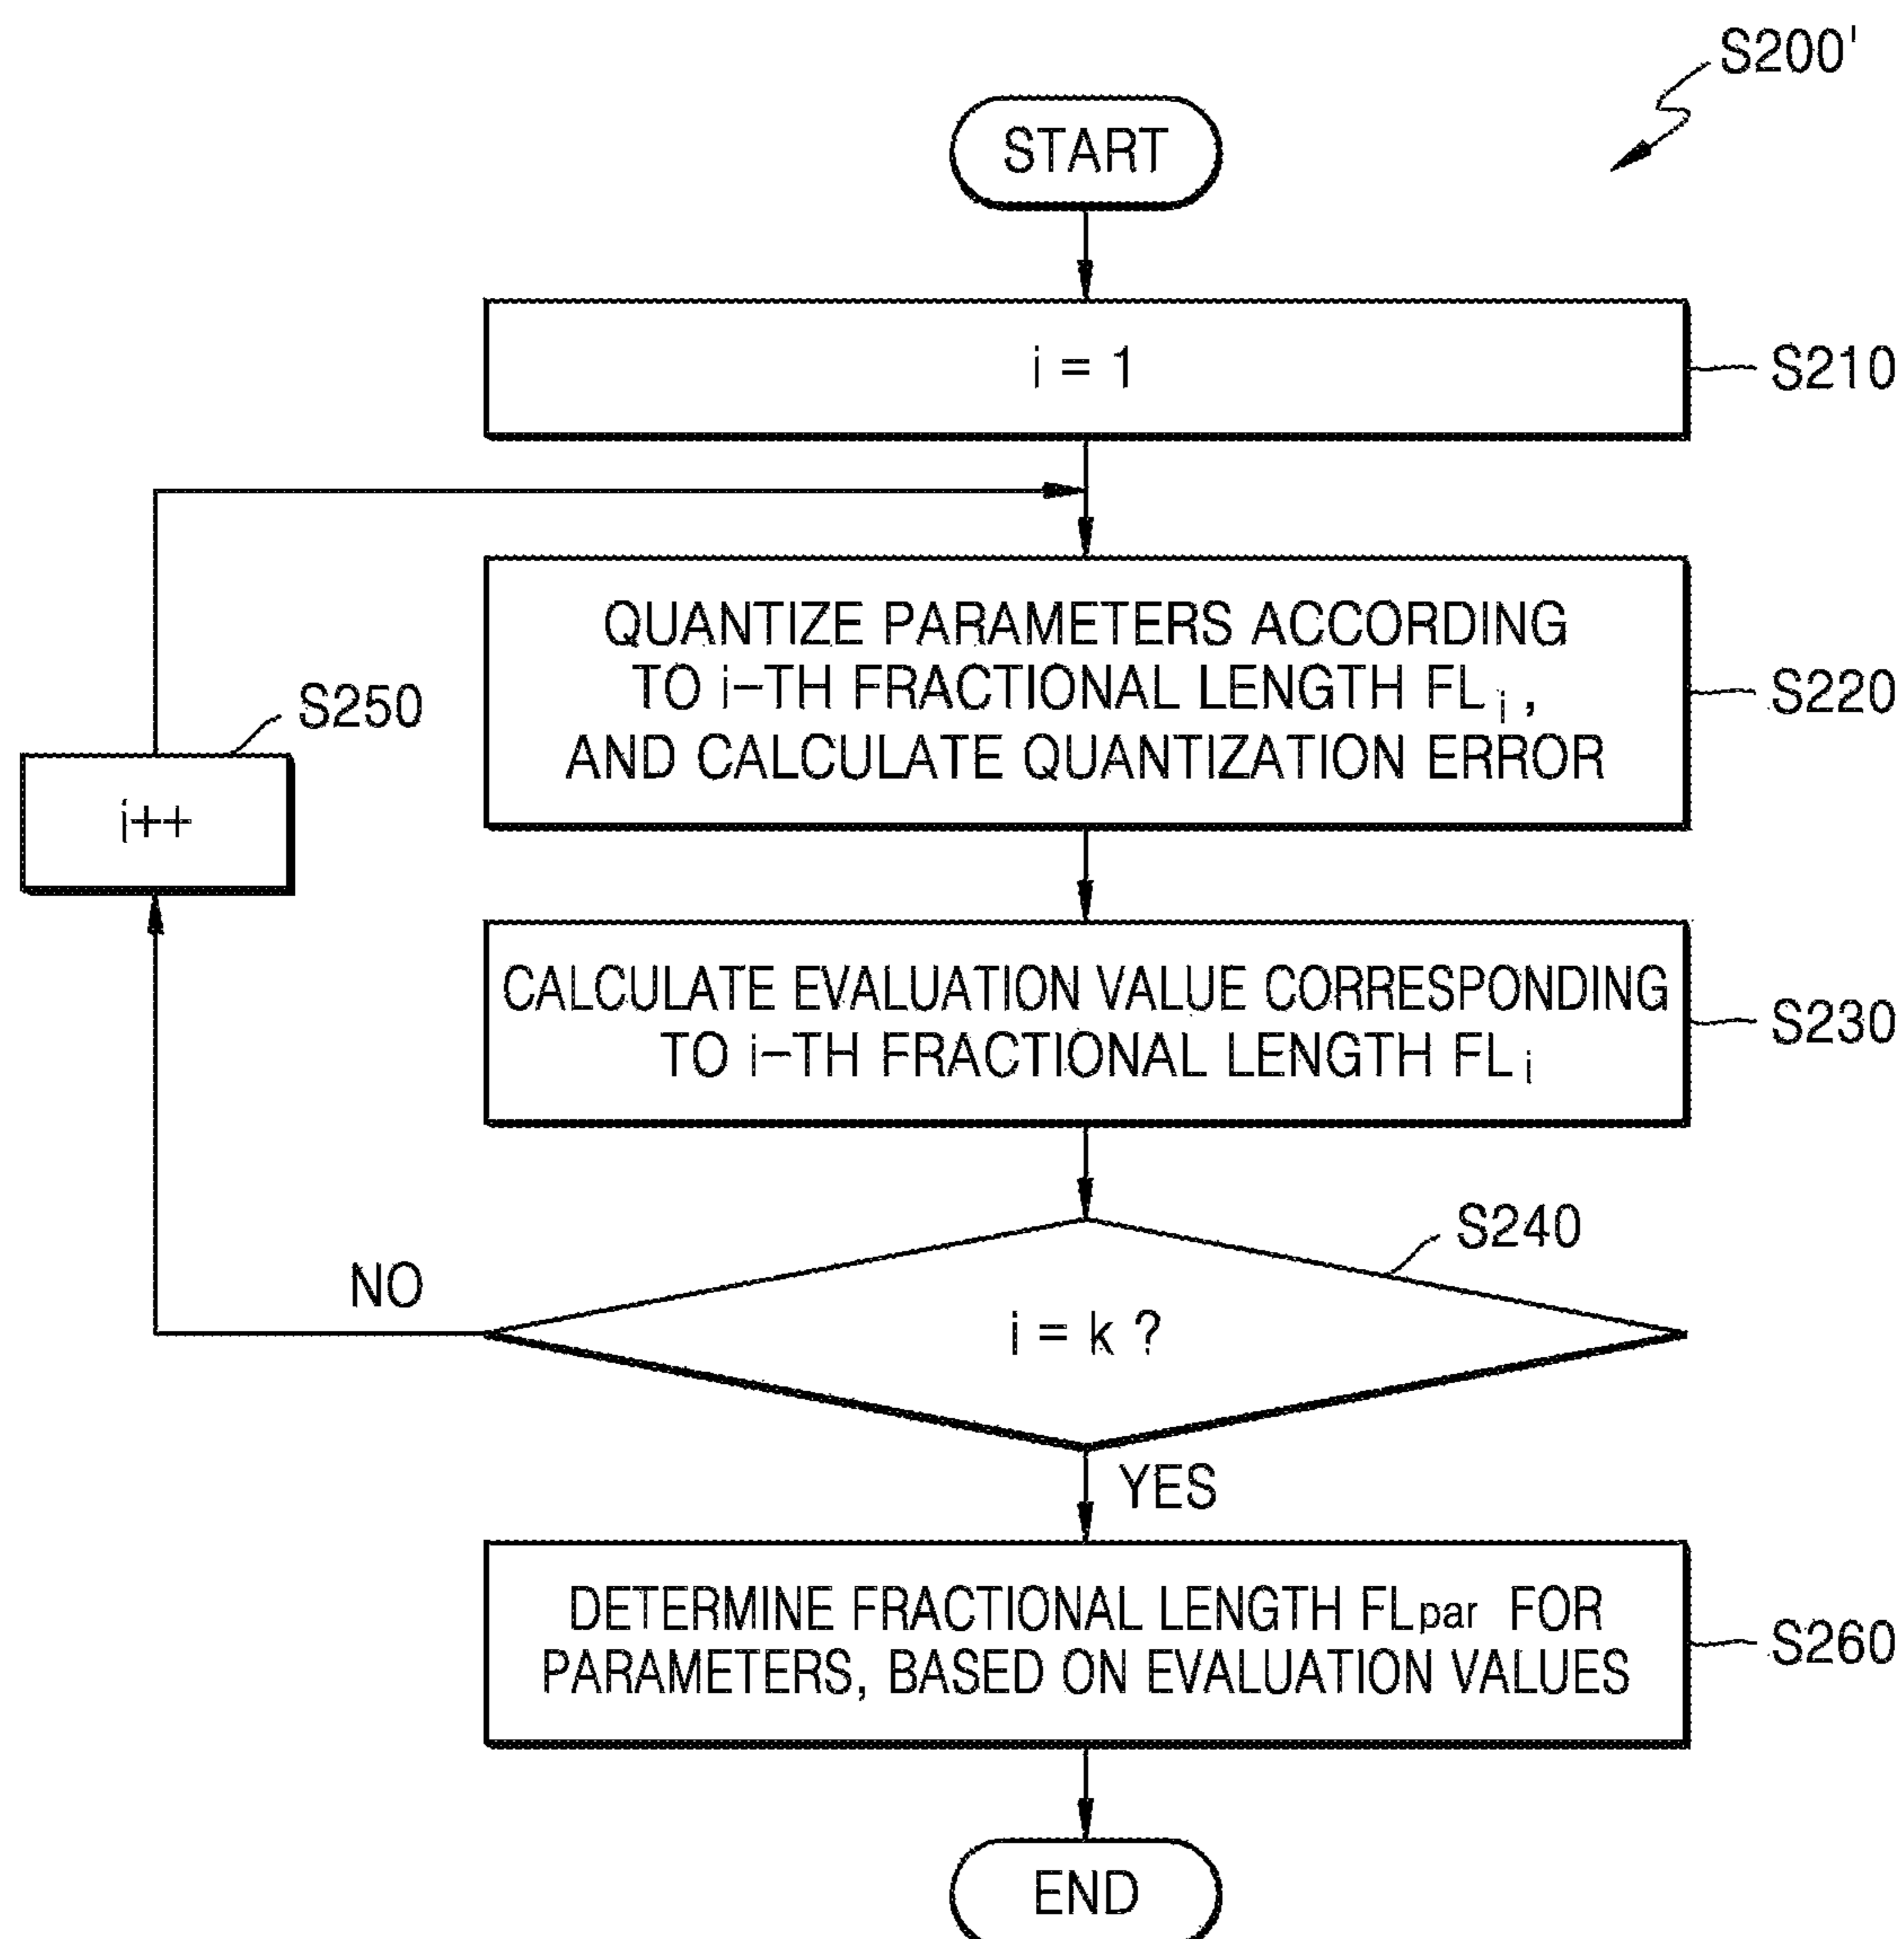 S200'
START
i = 1
S210
QUANTIZE PARAMETERS ACCORDING
TO i-TH FRACTIONAL LENGTH FL i ,
AND CALCULATE QUANTIZATION ERROR
S220
S250
i++
CALCULATE EVALUATION VALUE CORRESPONDING
TO i-TH FRACTIONAL LENGTH FL i
S230
S240
i = k ?
NO
YES
DETERMINE FRACTIONAL LENGTH FLpar FOR
PARAMETERS, BASED ON EVALUATION VALUES
S260
END